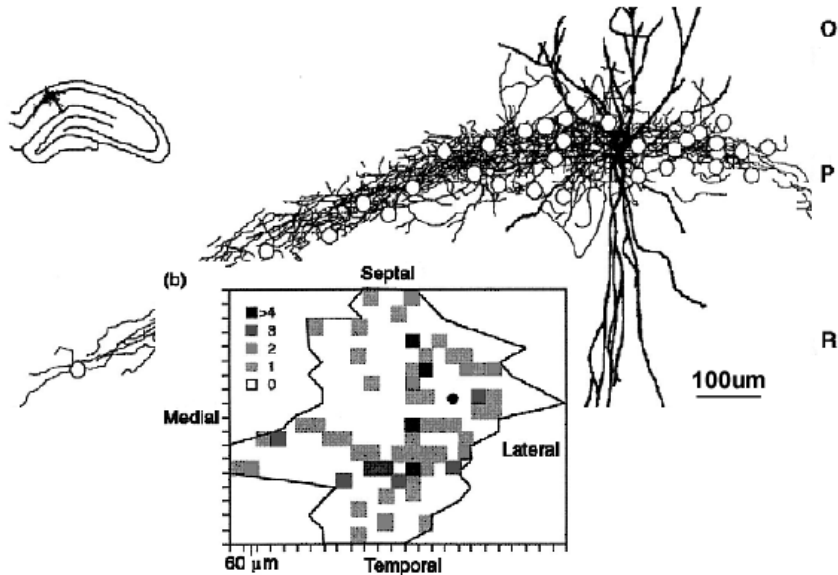 O
P
R
100um
(b)
Septal
>4
3
2
1
0
Medial
Lateral
60 μm
Temporal